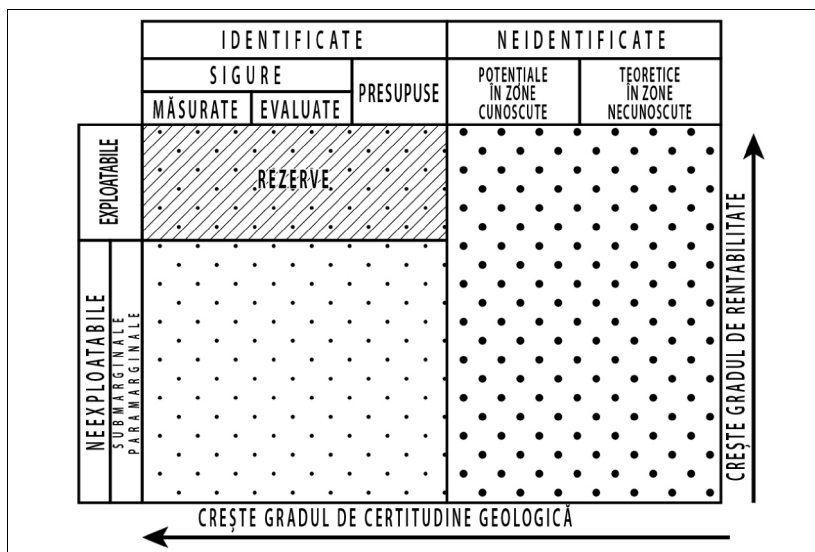 IDENTIFICATE
NEIDENTIFICATE
SIGURE
PRESUPUSE
POTENȚIALE
ÎN ZONE
CUNOSCUTE
TEORETICE
ÎN ZONE
NECUNOSCUTE
MĂSURATE
EVALUATE
EXPLOATABILE
REZERVE
NEEXPLOATABILE
SUBMARGINALE
PARAMARGINALE
CREȘTE GRADUL DE RENTABILITATE
CREȘTE GRADUL DE CERTITUDINE GEOLOGICĂ